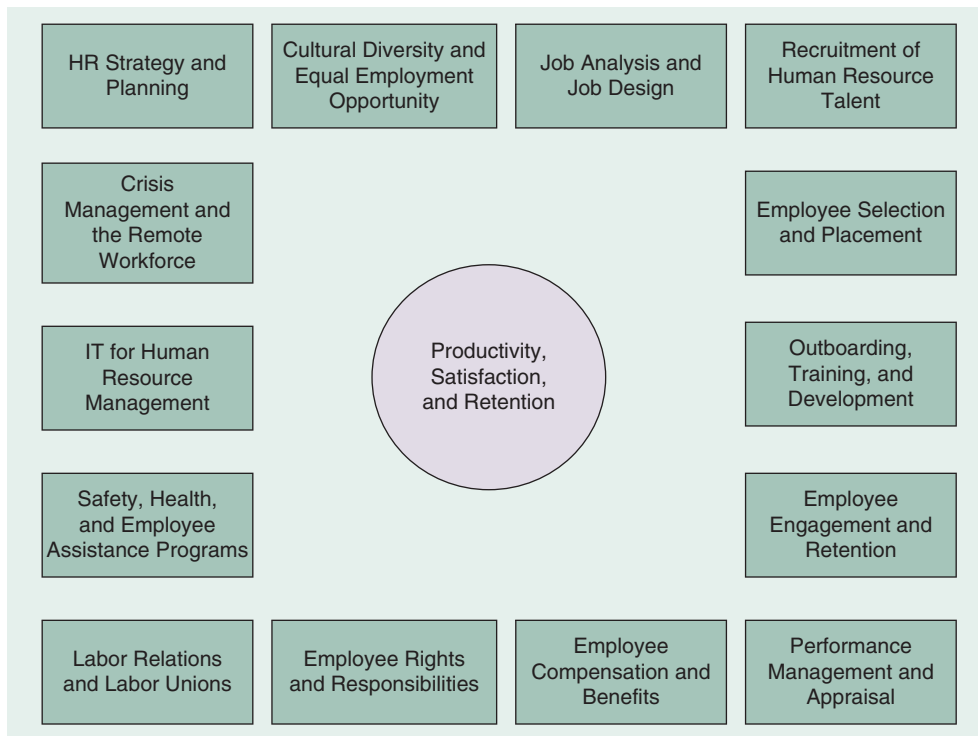 HR Strategy and
Planning
Cultural Diversity and
Equal Employment
Opportunity
Job Analysis and
Job Design
Recruitment of
Human Resource
Talent
Crisis
Management and
the Remote
Workforce
Employee Selection
and Placement
IT for Human
Resource
Management
Productivity,
Satisfaction,
and Retention
Outboarding,
Training, and
Development
Safety, Health,
and Employee
Assistance Programs
Employee
Engagement and
Retention
Labor Relations
and Labor Unions
Employee Rights
and Responsibilities
Employee
Compensation and
Benefits
Performance
Management and
Appraisal